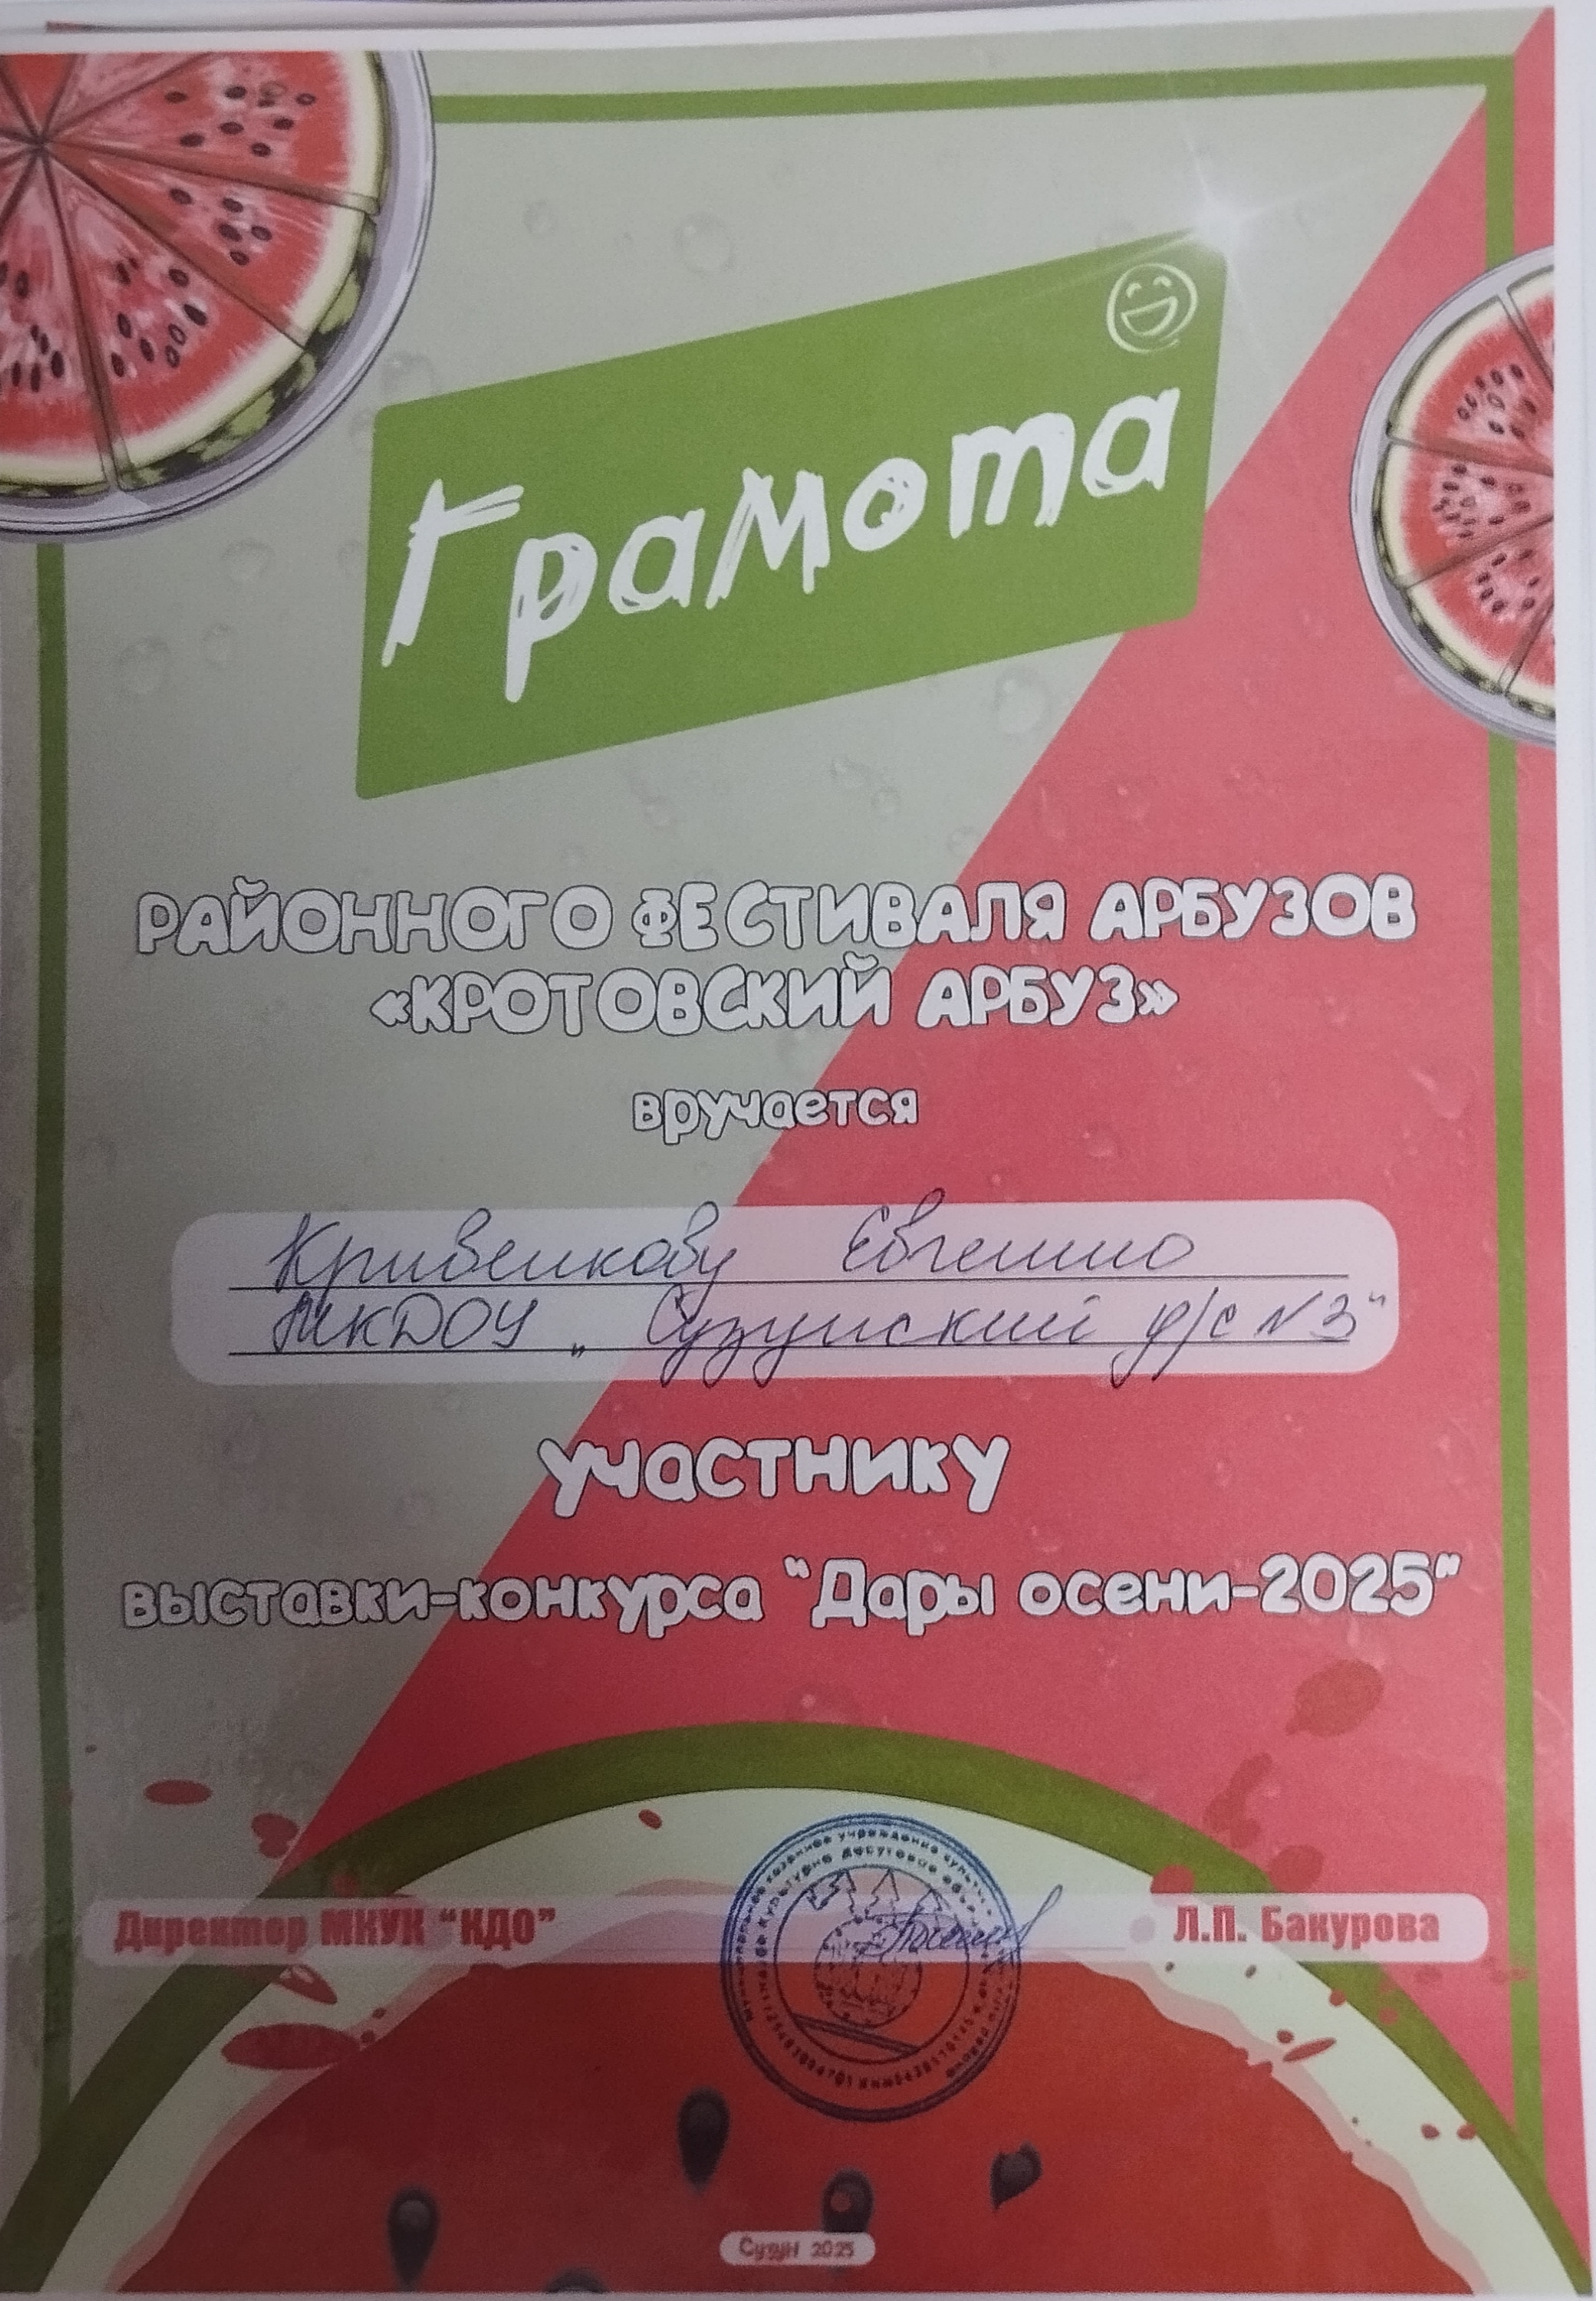 Грамота
РАЙОННОГО ФЕСТИВАЛЯ АРБУЗОВ
«КРОТОВСКИЙ АРБУЗ»
вручается
Кривенкову Евгению
МКДОУ „Сузунский д/с №3"
участнику
выставки-конкурса "Дары осени-2025"
Директор МКУК "КДО" Л.П. Бакурова
Сузун 2025